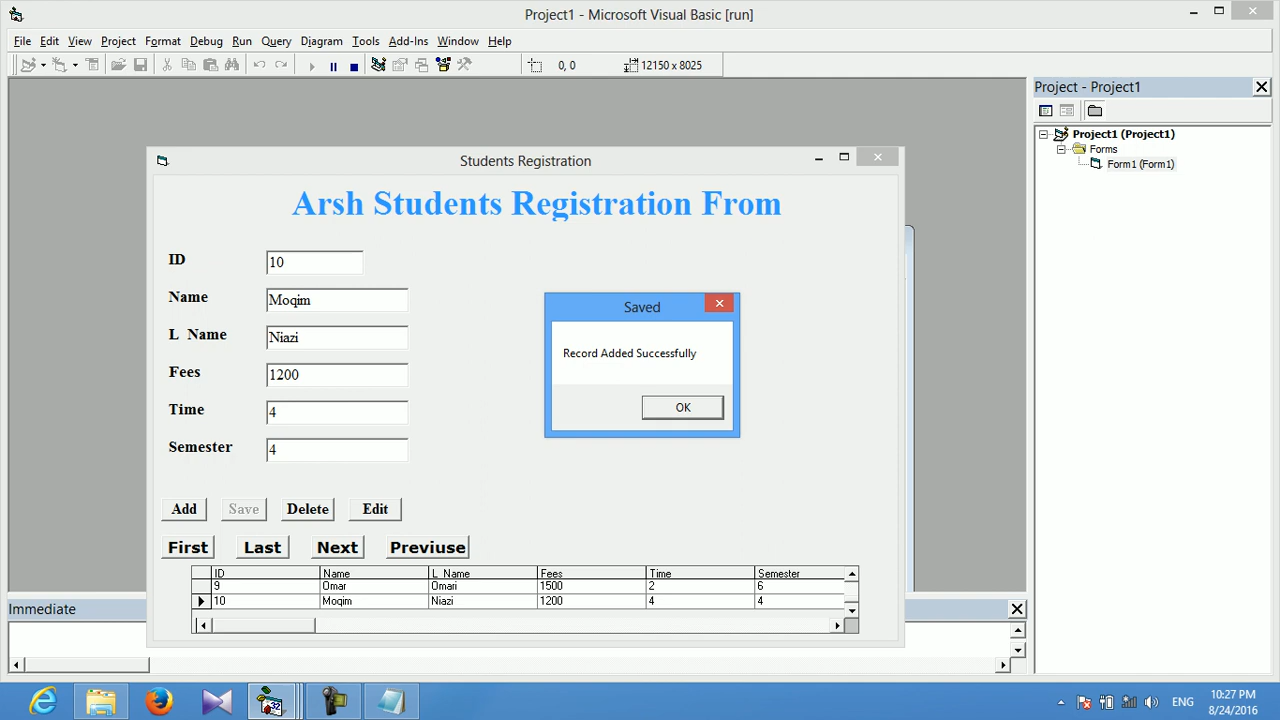 Project1 - Microsoft Visual Basic [run]
File Edit View Project Format Debug Run Query Diagram Tools Add-Ins Window Help
0, 0 12150 x 8025
Project - Project1
Project1 (Project1)
Forms
Form1 (Form1)
Students Registration
Arsh Students Registration From
ID 10
Name Moqim
L Name Niazi
Fees 1200
Time 4
Semester 4
Saved
Record Added Successfully
OK
Add Save Delete Edit
First Last Next Previuse
ID Name L Name Fees Time Semester
9 Omar Omari 1500 2 6
10 Moqim Niazi 1200 4 4
Immediate
32
ENG
10:27 PM
8/24/2016